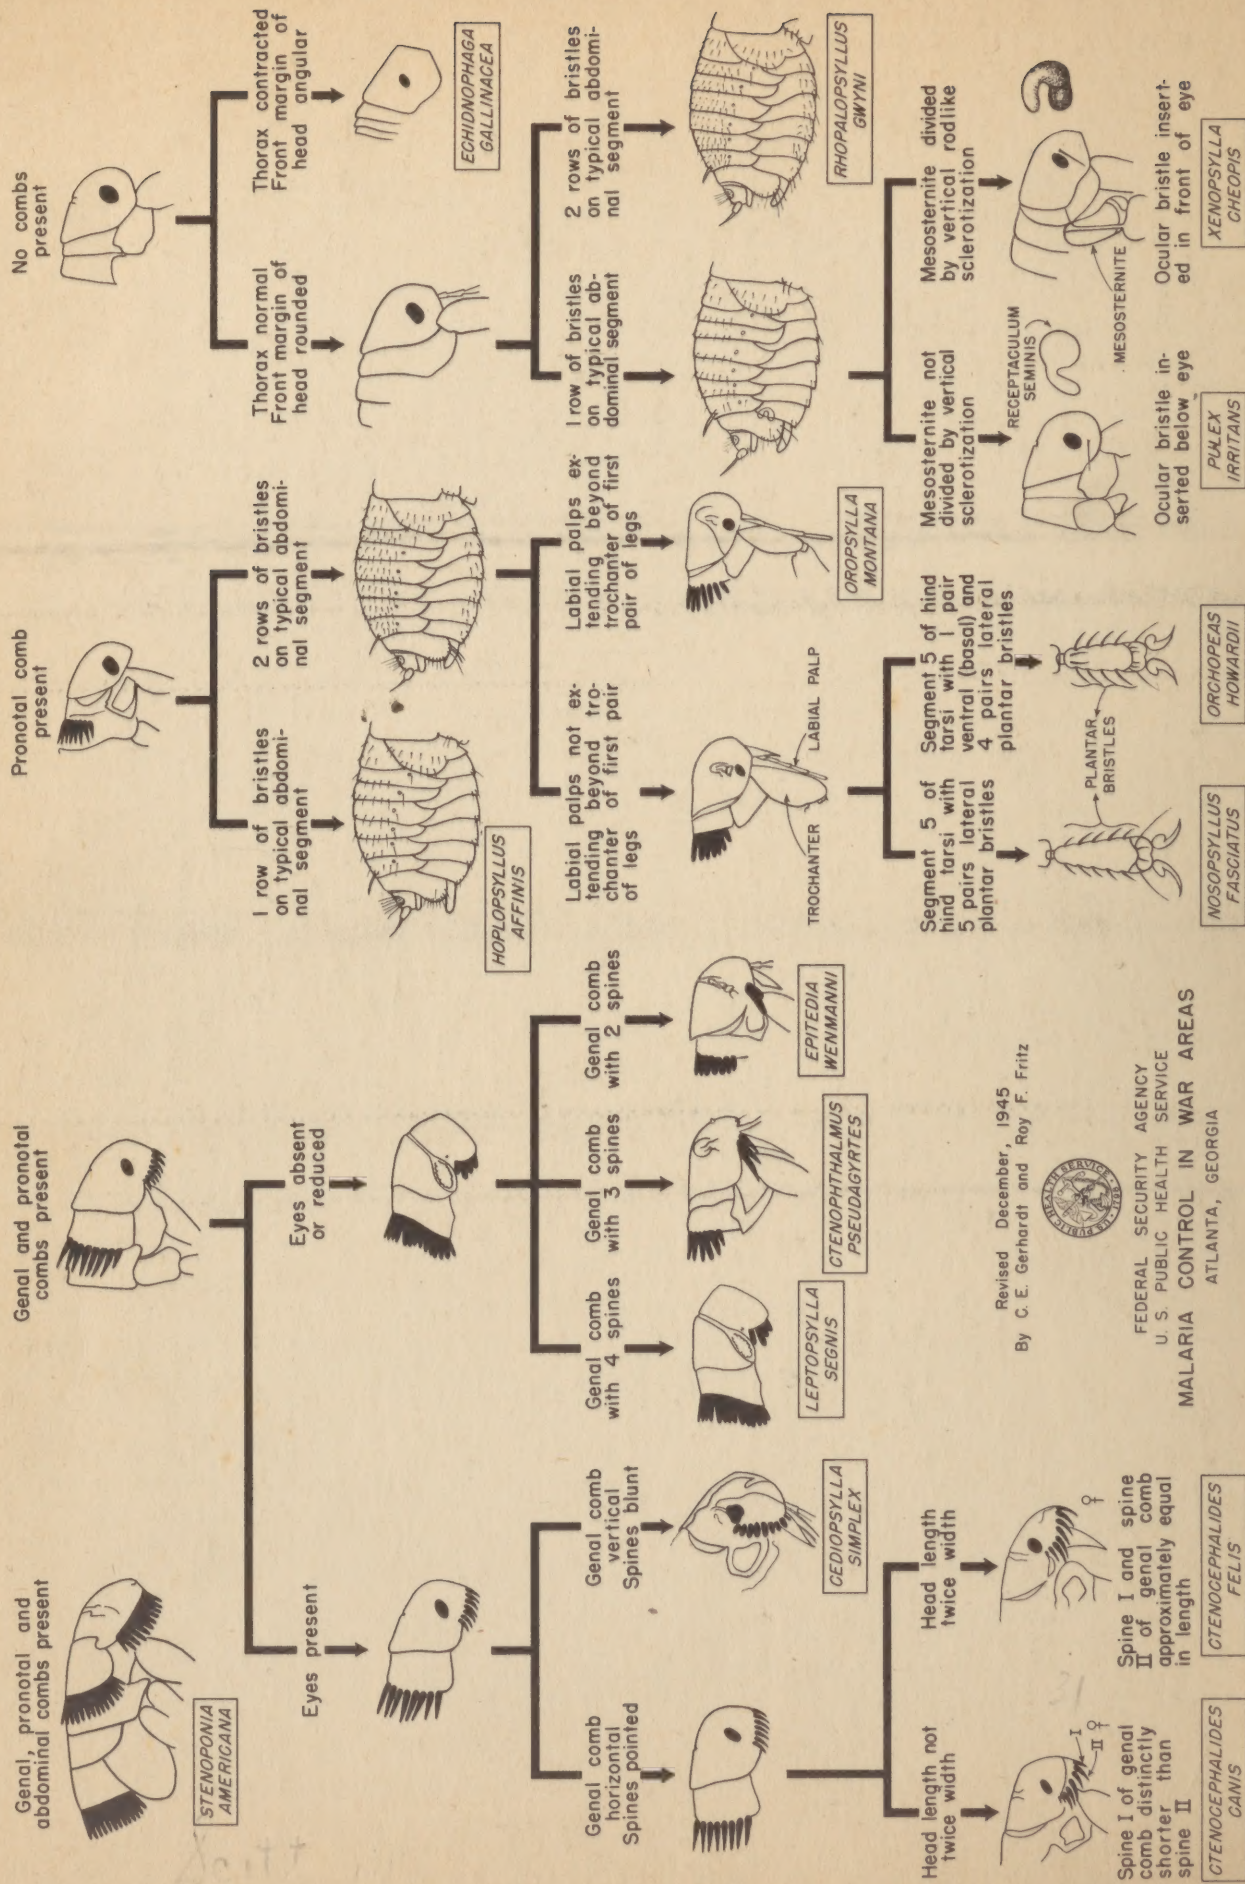 Genal, pronotal and
abdominal combs present
STENOPONIA
AMERICANA
Genal and pronotal
combs present
Eyes present
Genal comb
horizontal
Spines pointed
Head length not
twice width
I
II ♀
Spine I of genal
comb distinctly
shorter than
spine II
CTENOCEPHALIDES
CANIS
Head length
twice width
♀
Spine I and spine
II of genal comb
approximately equal
in length
CTENOCEPHALIDES
FELIS
Genal comb
vertical
Spines blunt
CEDIOPSYLLA
SIMPLEX
Eyes absent
or reduced
Genal comb
with 4 spines
LEPTOPSYLLA
SEGNIS
Genal comb
with 3 spines
CTENOPHTHALMUS
PSEUDAGYRTES
Genal comb
with 2 spines
EPITEDIA
WENMANNI
Pronotal comb
present
1 row of bristles
on typical abdomi-
nal segment
HOPLOPSYLLUS
AFFINIS
2 rows of bristles
on typical abdomi-
nal segment
Labial palps not ex-
tending beyond tro-
chanter of first pair
of legs
TROCHANTER
LABIAL PALP
Segment 5 of
hind tarsi with
5 pairs lateral
plantar bristles
NOSOPSYLLUS
FASCIATUS
PLANTAR
BRISTLES
Segment 5 of hind
tarsi with 1 pair
ventral (basal) and
4 pairs lateral
plantar bristles
ORCHOPEAS
HOWARDII
Labial palps ex-
tending beyond
trochanter of first
pair of legs
OROPSYLLA
MONTANA
No combs
present
Thorax normal
Front margin of
head rounded
1 row of bristles
on typical ab-
dominal segment
Mesosternite not
divided by vertical
sclerotization
RECEPTACULUM
SEMINIS
Ocular bristle in-
serted below eye
PULEX
IRRITANS
Mesosternite divided
by vertical rodlike
sclerotization
MESOSTERNITE
Ocular bristle insert-
ed in front of eye
XENOPSYLLA
CHEOPIS
2 rows of bristles
on typical abdomi-
nal segment
RHOPALOPSYLLUS
GWYNI
Thorax contracted
Front margin of
head angular
ECHIDNOPHAGA
GALLINACEA
Revised December, 1945
By C. E. Gerhardt and Roy F. Fritz
U.S. PUBLIC HEALTH SERVICE · 1798
FEDERAL SECURITY AGENCY
U. S. PUBLIC HEALTH SERVICE
MALARIA CONTROL IN WAR AREAS
ATLANTA, GEORGIA